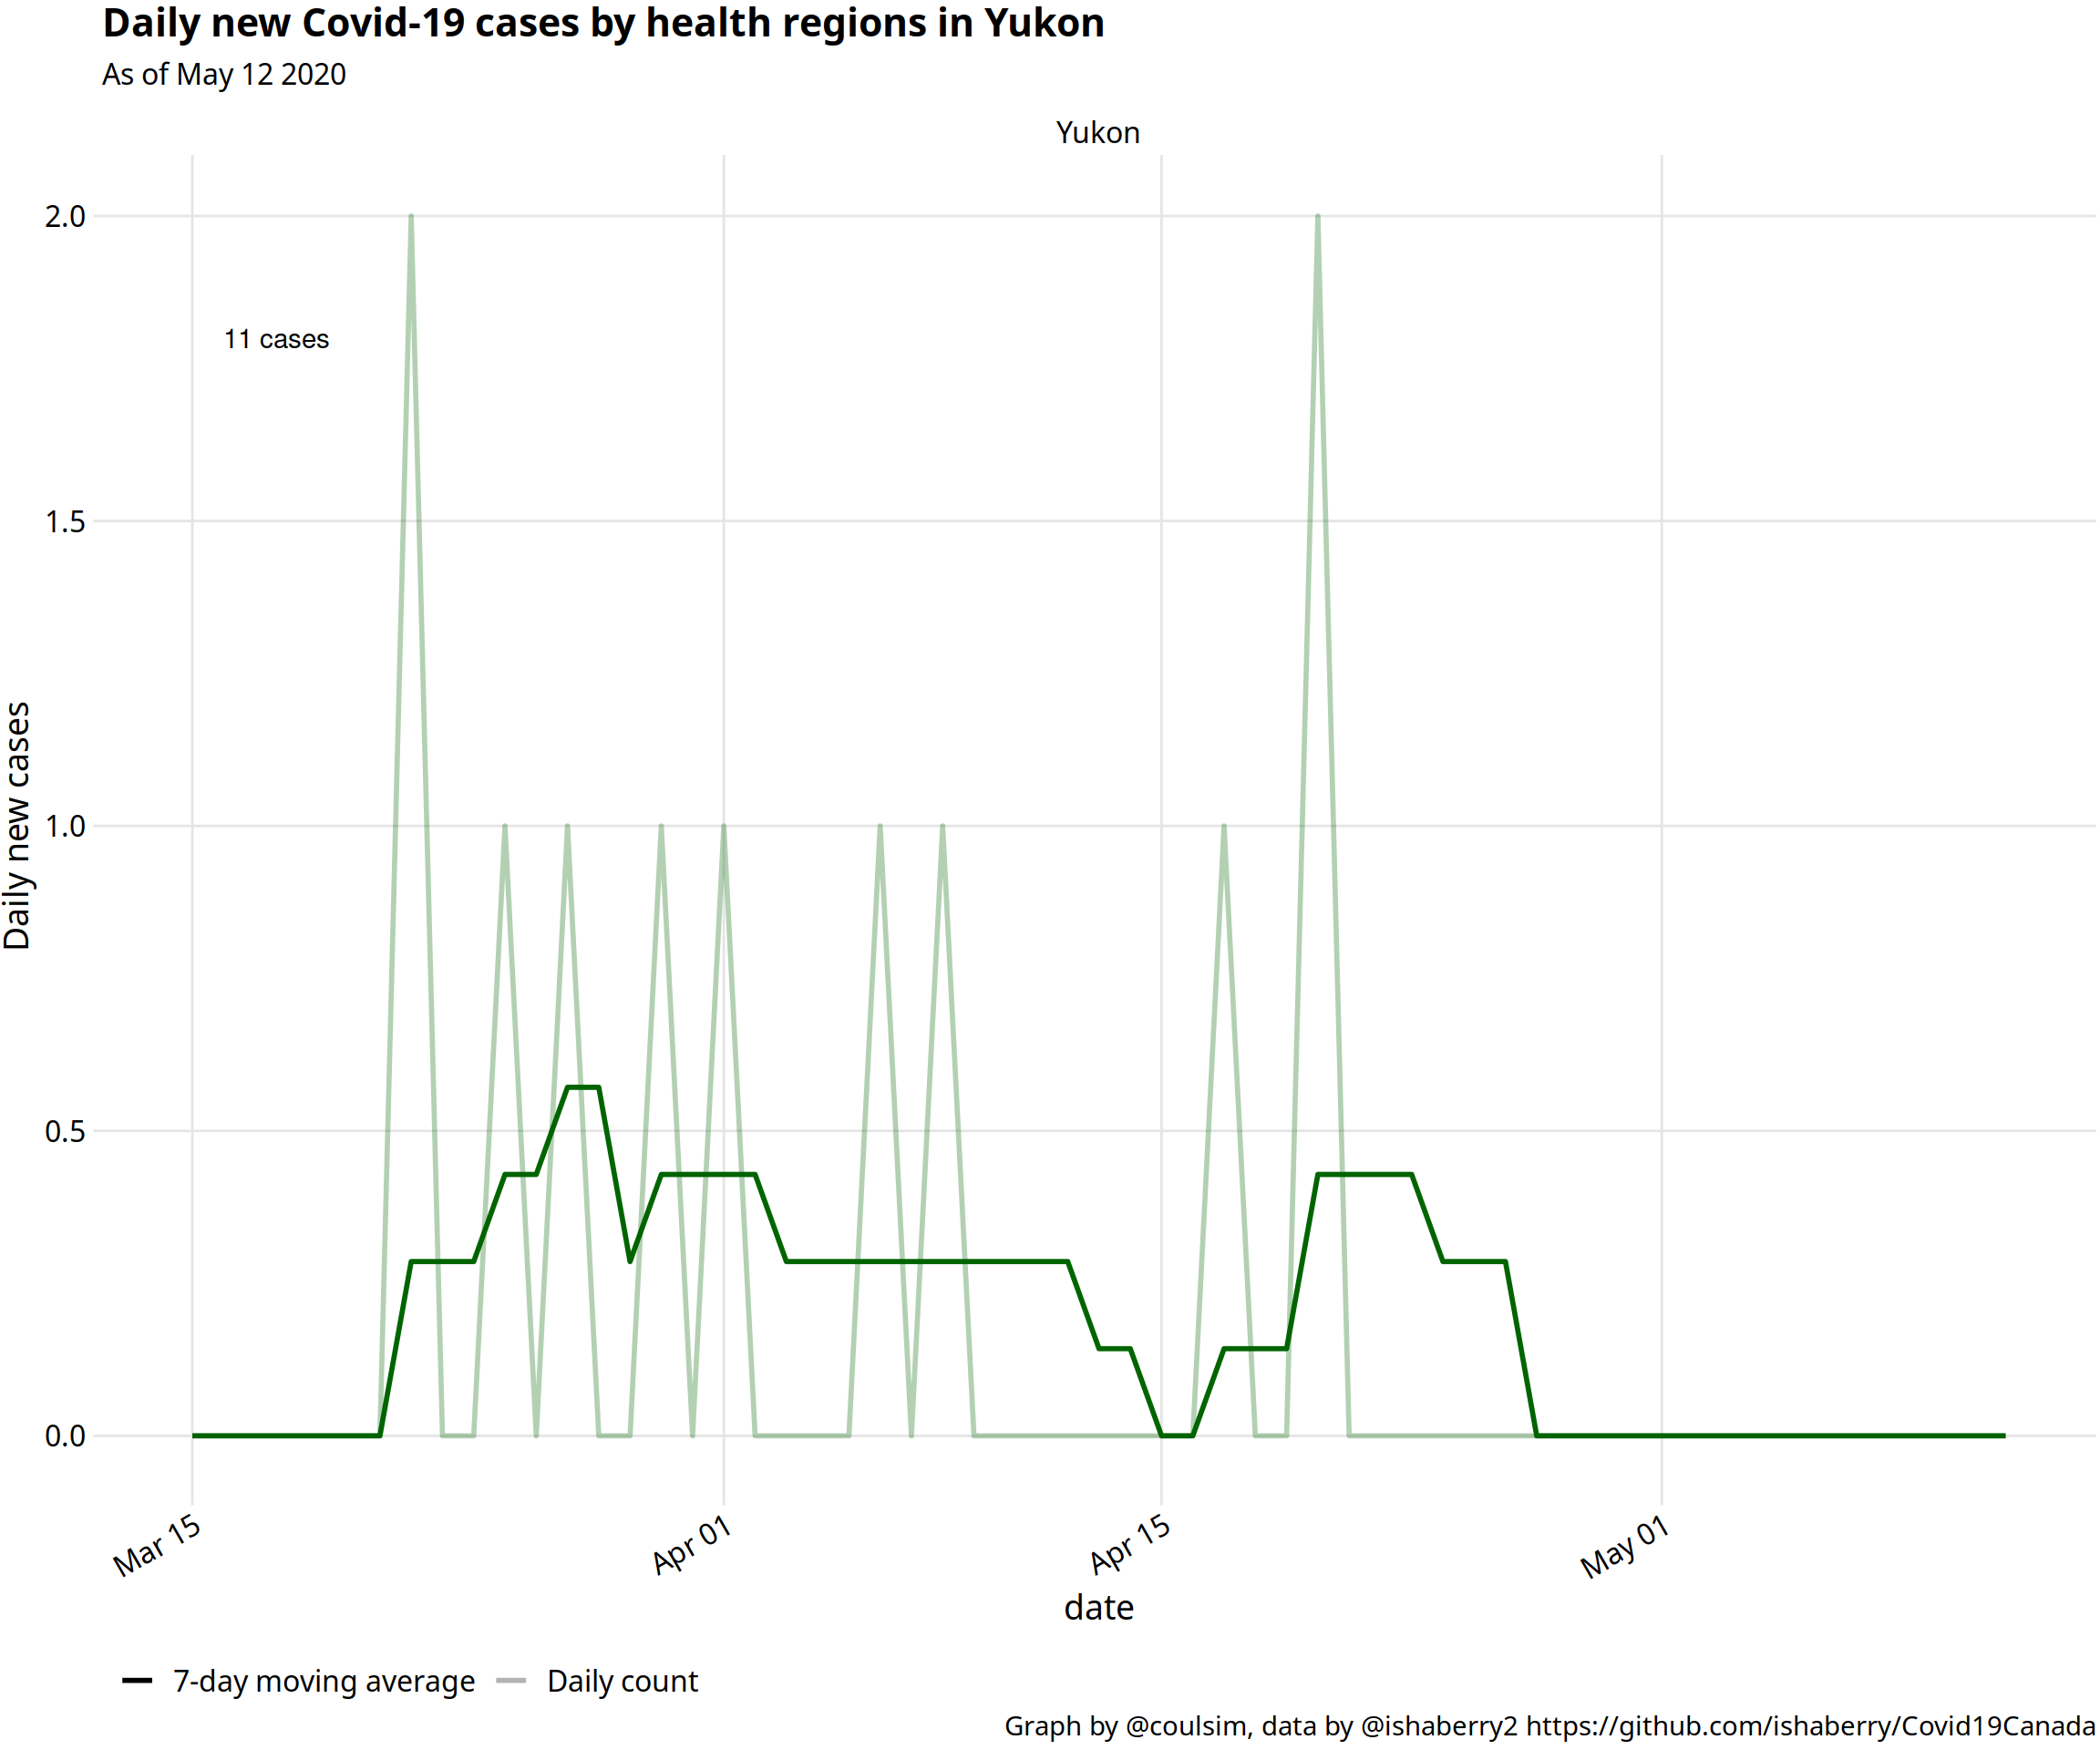 Daily new Covid-19 cases by health regions in Yukon
As of May 12 2020
Yukon
2.0
11 cases
1.5
1.0
0.5
0.0
Daily new cases
Mar 15
Apr 01
Apr 15
May 01
date
7-day moving average
Daily count
Graph by @coulsim, data by @ishaberry2 https://github.com/ishaberry/Covid19Canada